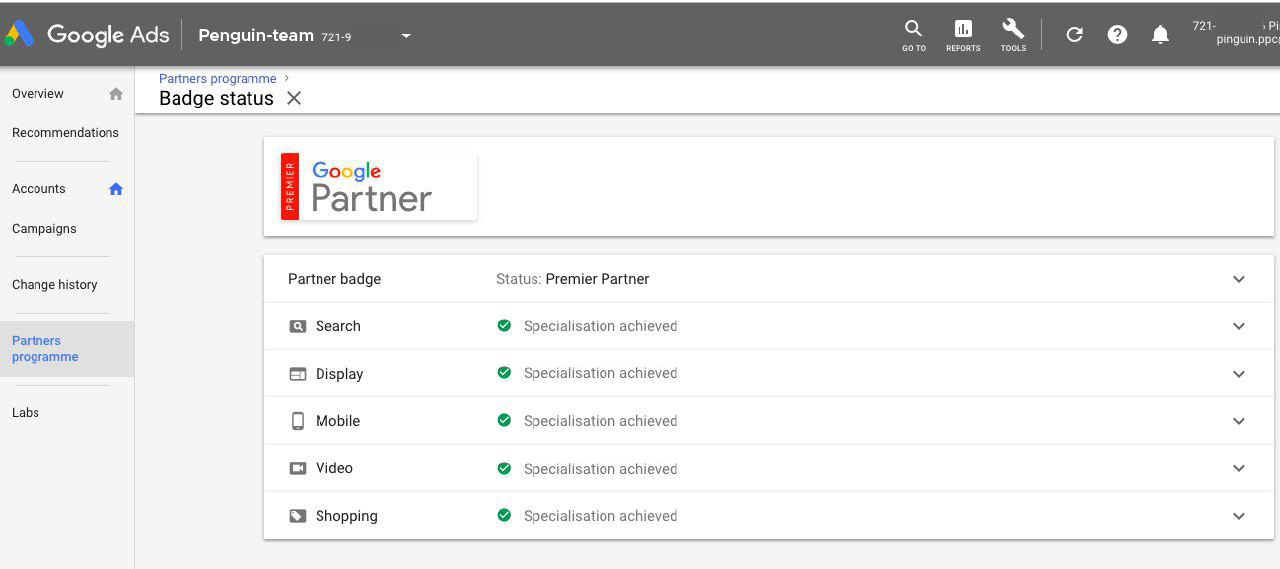 Google Ads
Penguin-team 721-9
GO TO
REPORTS
TOOLS
721-
› Pi
pinguin.ppc
Overview
Recommendations
Accounts
Campaigns
Change history
Partners
programme
Labs
Partners programme ›
Badge status
PREMIER
Google
Partner
Partner badge Status: Premier Partner
Search Specialisation achieved
Display Specialisation achieved
Mobile Specialisation achieved
Video Specialisation achieved
Shopping Specialisation achieved